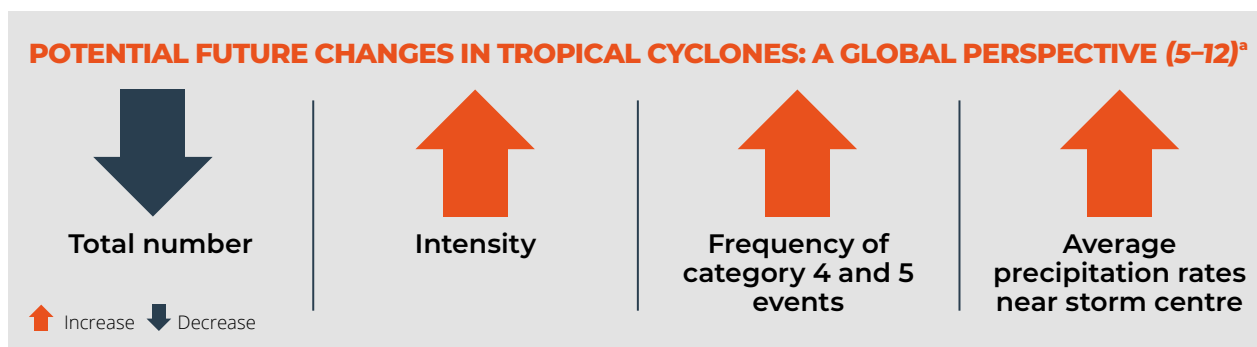 POTENTIAL FUTURE CHANGES IN TROPICAL CYCLONES: A GLOBAL PERSPECTIVE (5–12)ᵃ
Total number
Intensity
Frequency of
category 4 and 5
events
Average
precipitation rates
near storm centre
Increase Decrease